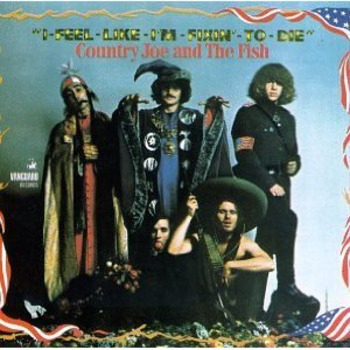 "I-FEEL-LIKE-I'M-FIXIN'-TO-DIE"
Country Joe and The Fish
VANGUARD
RECORDS